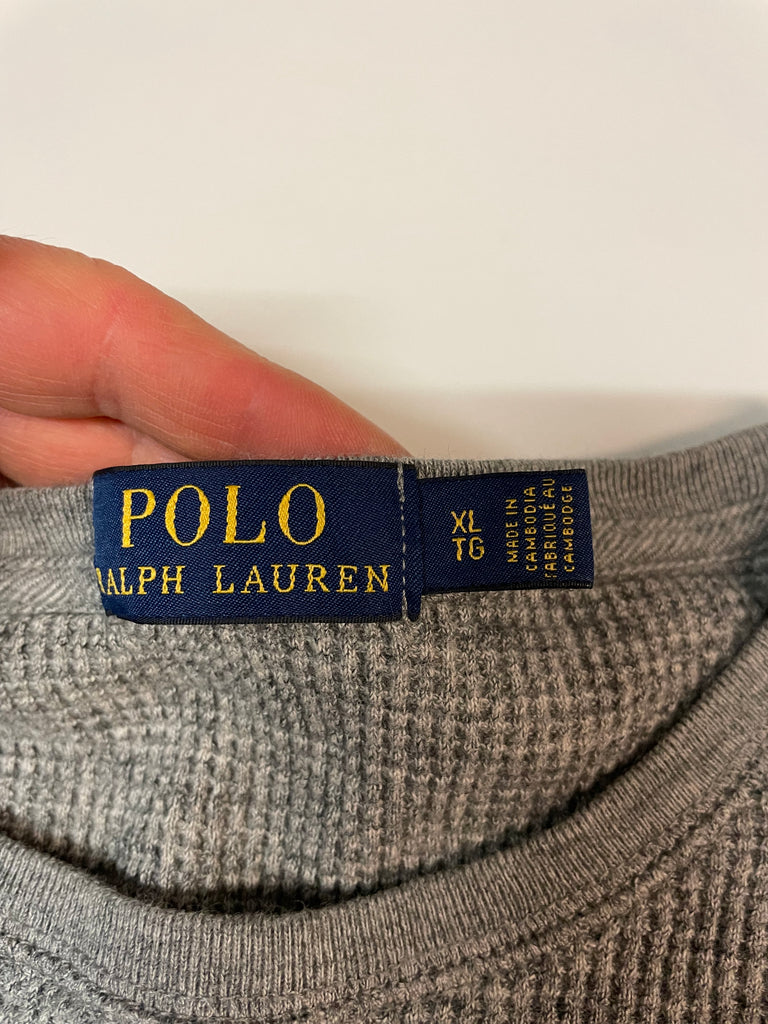 POLO
RALPH LAUREN
XL
TG
MADE IN
CAMBODIA
FABRIQUÉ AU
CAMBODGE